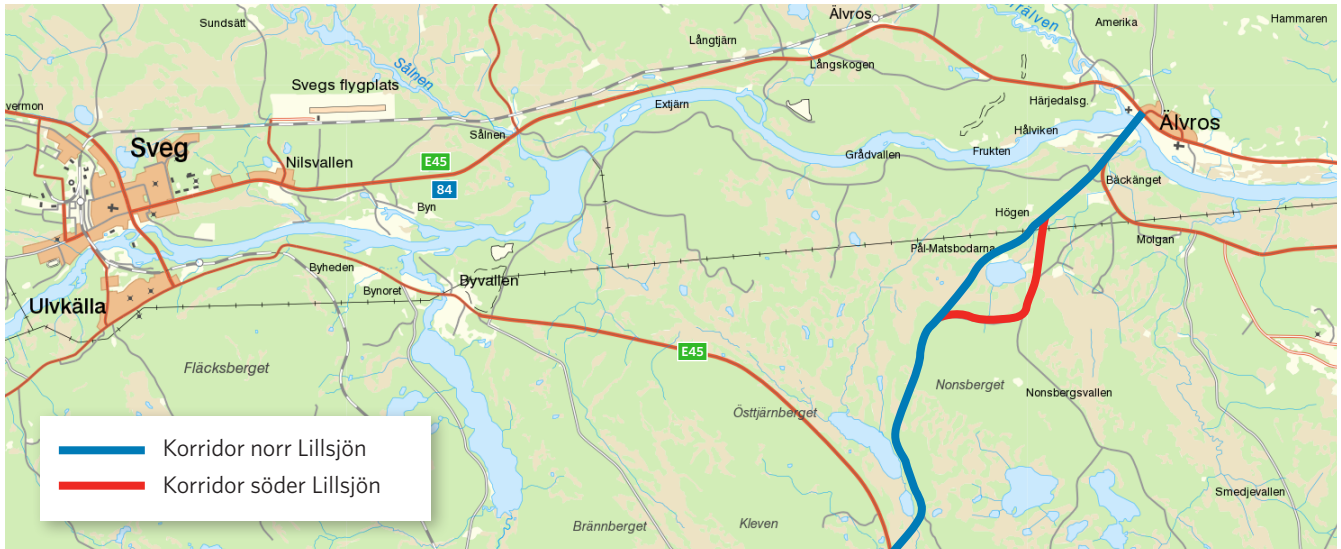 Sundsätt
Älvros
Amerika
Hammaren
Långtjärn
Långskogen
Sålnen
Svegs flygplats
vermon
Extjärn
Härjedalsg.
Sålnen
Hålviken
Älvros
Sveg
Nilsvallen
E45
84
Grådvallen
Frukten
Bäckänget
Byn
Högen
Molgan
Pål-Matsbodarna
Byheden
Bynoret
Byvallen
Ulvkälla
Fläcksberget
E45
Nonsberget
Nonsbergsvallen
Östtjärnberget
Korridor norr Lillsjön
Korridor söder Lillsjön
Smedjevallen
Brännberget
Kleven